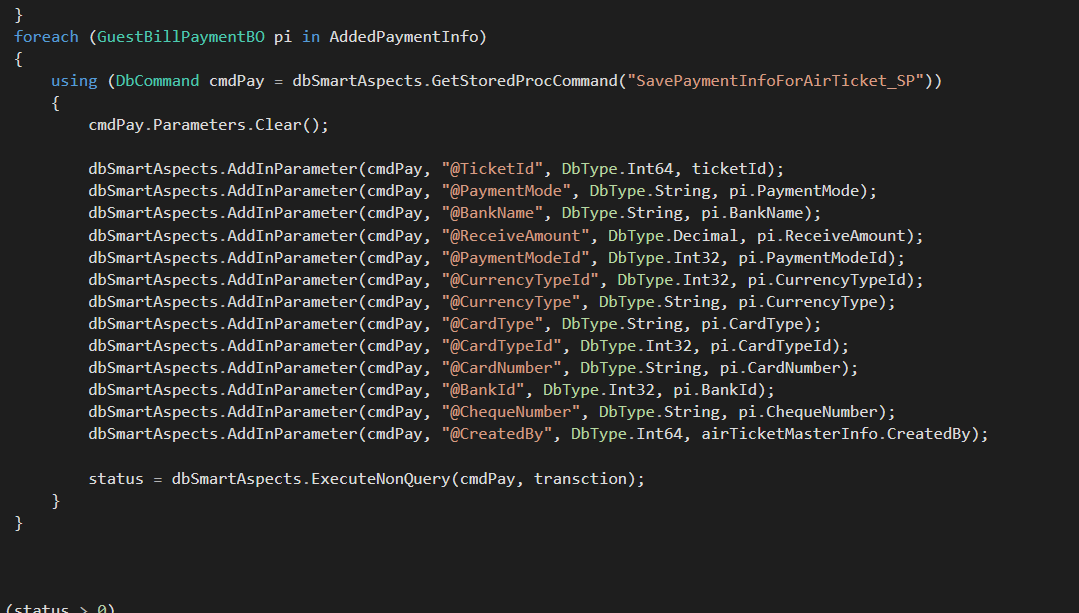 }
foreach (GuestBillPaymentBO pi in AddedPaymentInfo)
{
    using (DbCommand cmdPay = dbSmartAspects.GetStoredProcCommand("SavePaymentInfoForAirTicket_SP"))
    {
        cmdPay.Parameters.Clear();

        dbSmartAspects.AddInParameter(cmdPay, "@TicketId", DbType.Int64, ticketId);
        dbSmartAspects.AddInParameter(cmdPay, "@PaymentMode", DbType.String, pi.PaymentMode);
        dbSmartAspects.AddInParameter(cmdPay, "@BankName", DbType.String, pi.BankName);
        dbSmartAspects.AddInParameter(cmdPay, "@ReceiveAmount", DbType.Decimal, pi.ReceiveAmount);
        dbSmartAspects.AddInParameter(cmdPay, "@PaymentModeId", DbType.Int32, pi.PaymentModeId);
        dbSmartAspects.AddInParameter(cmdPay, "@CurrencyTypeId", DbType.Int32, pi.CurrencyTypeId);
        dbSmartAspects.AddInParameter(cmdPay, "@CurrencyType", DbType.String, pi.CurrencyType);
        dbSmartAspects.AddInParameter(cmdPay, "@CardType", DbType.String, pi.CardType);
        dbSmartAspects.AddInParameter(cmdPay, "@CardTypeId", DbType.Int32, pi.CardTypeId);
        dbSmartAspects.AddInParameter(cmdPay, "@CardNumber", DbType.String, pi.CardNumber);
        dbSmartAspects.AddInParameter(cmdPay, "@BankId", DbType.Int32, pi.BankId);
        dbSmartAspects.AddInParameter(cmdPay, "@ChequeNumber", DbType.String, pi.ChequeNumber);
        dbSmartAspects.AddInParameter(cmdPay, "@CreatedBy", DbType.Int64, airTicketMasterInfo.CreatedBy);

        status = dbSmartAspects.ExecuteNonQuery(cmdPay, transction);
    }
}
(status > 0)